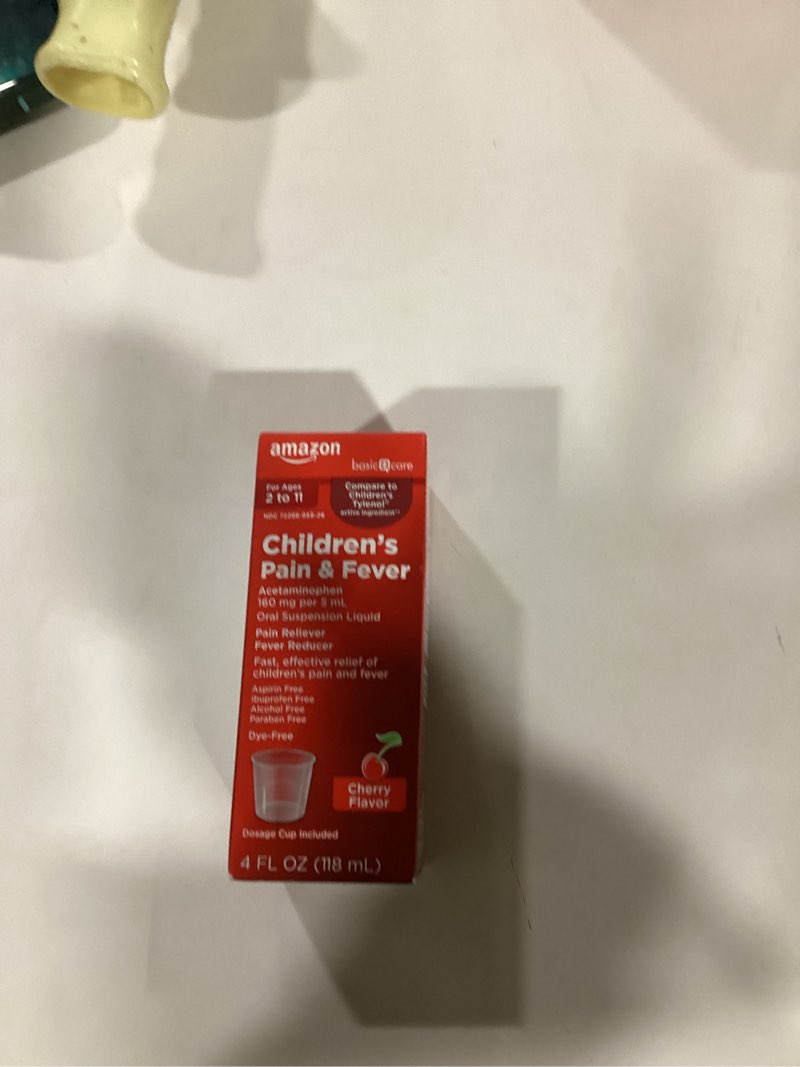 amazon
basic care
For Ages
2 to 11
Compare to
Children's
Tylenol®
active ingredient**
NDC
Children's
Pain & Fever
Acetaminophen
160 mg per 5 mL
Oral Suspension Liquid
Pain Reliever
Fever Reducer
Fast, effective relief of
children's pain and fever
Aspirin Free
Ibuprofen Free
Alcohol Free
Paraben Free
Dye-Free
Cherry
Flavor
Dosage Cup Included
4 FL OZ (118 mL)